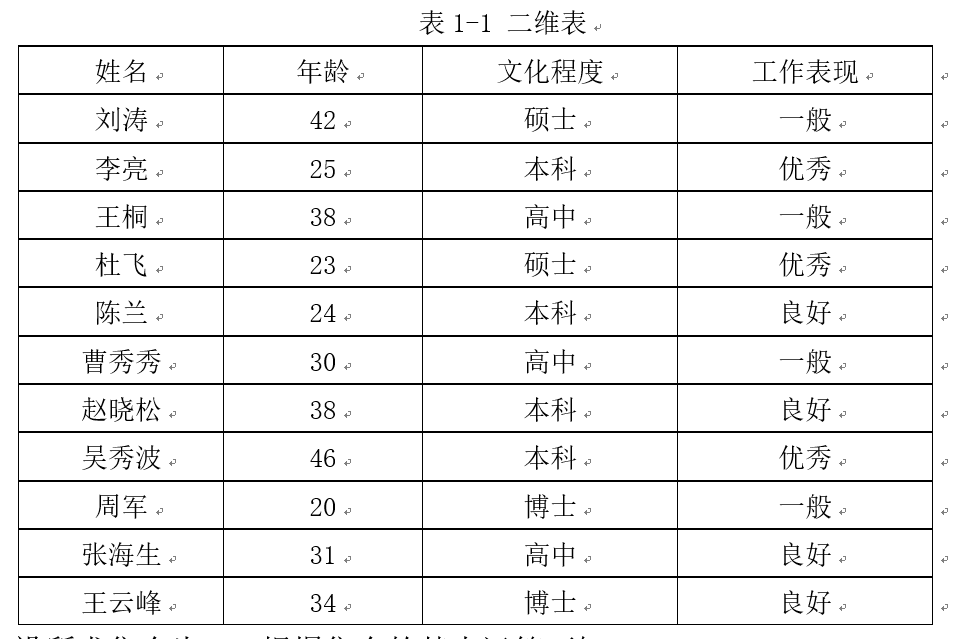 表 1-1 二维表
姓名 年龄 文化程度 工作表现
刘涛 42 硕士 一般
李亮 25 本科 优秀
王桐 38 高中 一般
杜飞 23 硕士 优秀
陈兰 24 本科 良好
曹秀秀 30 高中 一般
赵晓松 38 本科 良好
吴秀波 46 本科 优秀
周军 20 博士 一般
张海生 31 高中 良好
王云峰 34 博士 良好